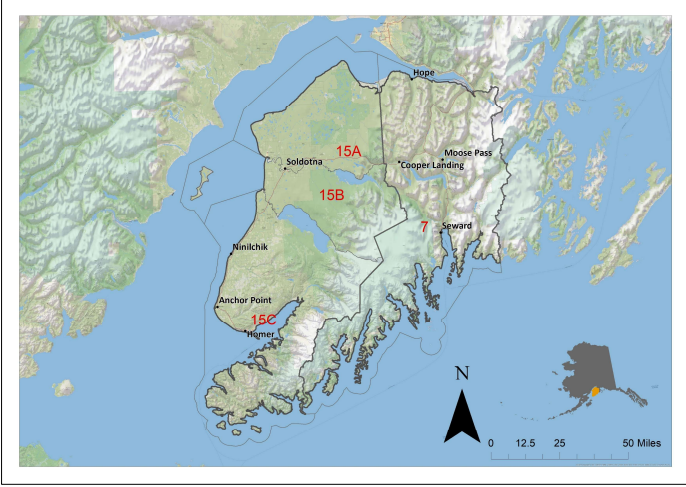 Hope
15A
Moose Pass
Soldotna
Cooper Landing
15B
7
Seward
Ninilchik
Anchor Point
15C
Homer
N
0 12.5 25 50 Miles